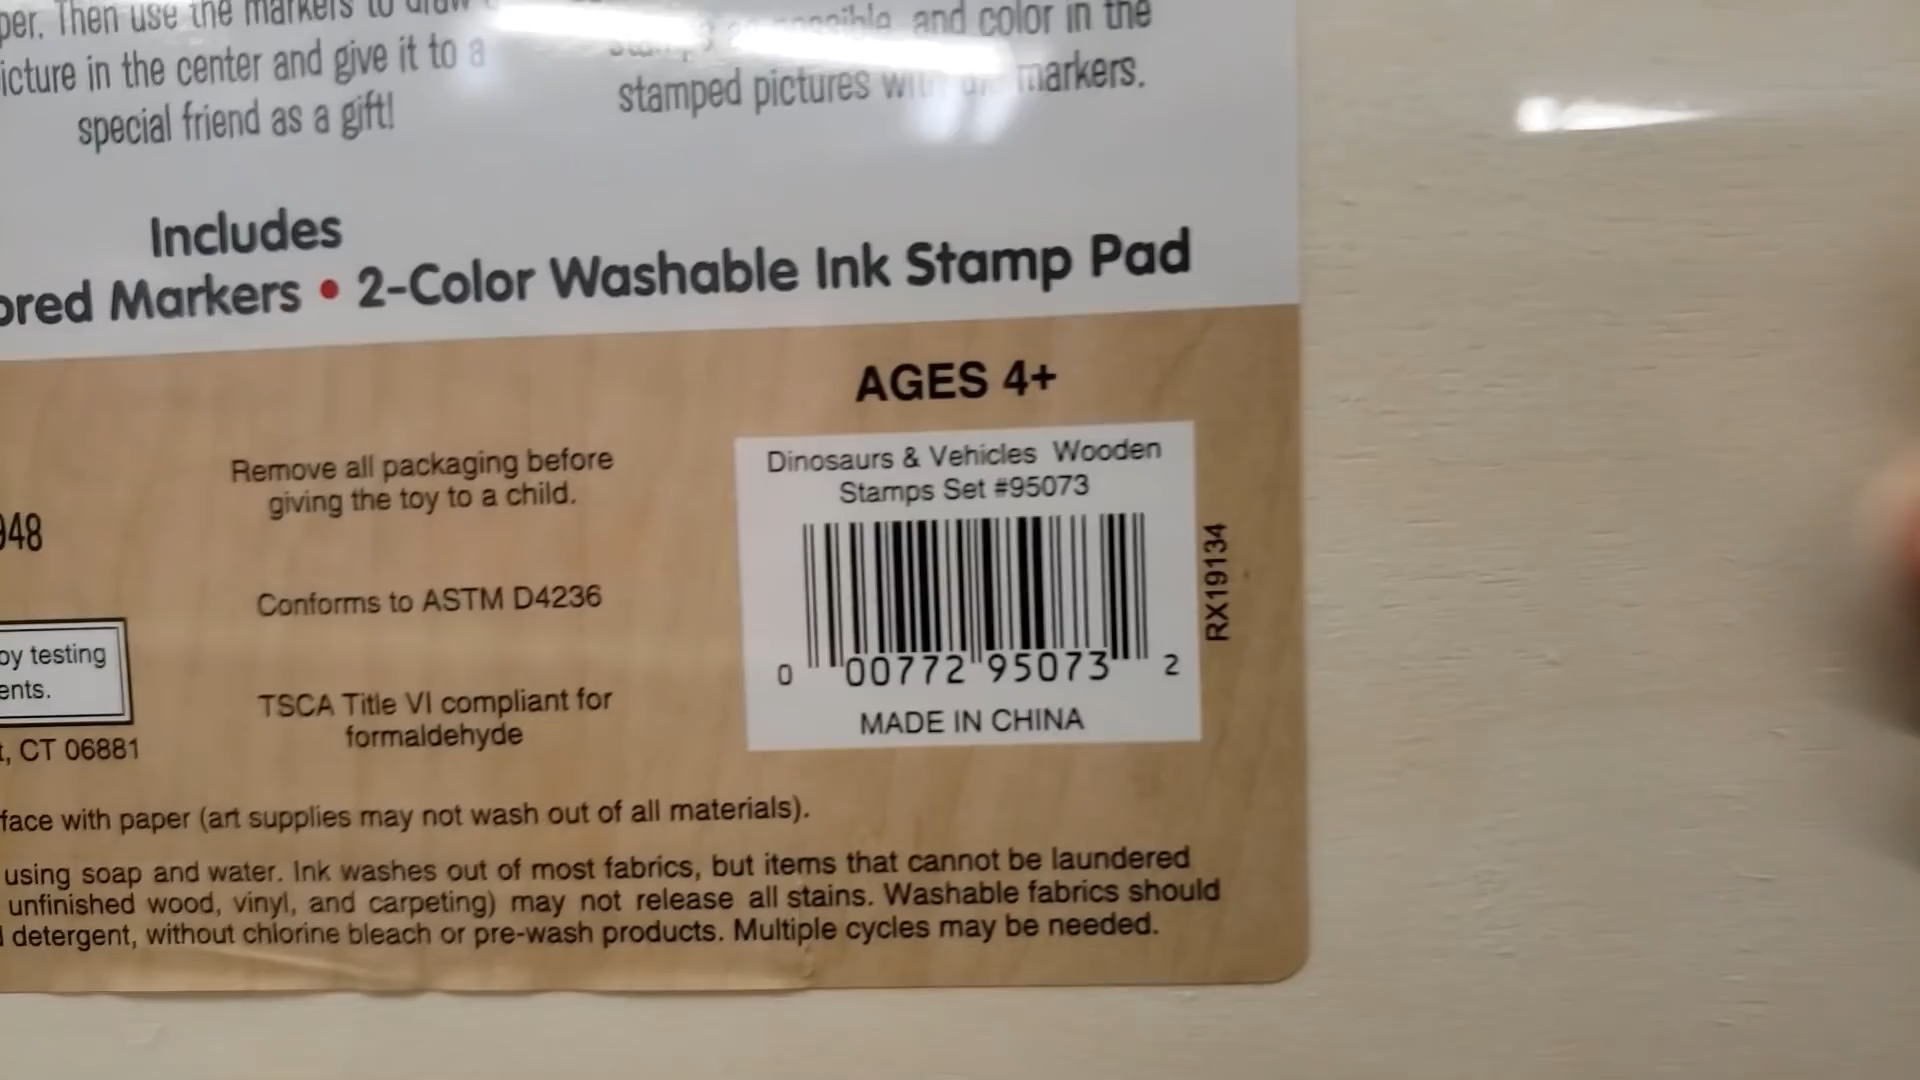 per. Then use the markers to draw
icture in the center and give it to a
special friend as a gift!
and color in the
stamped pictures markers.
Includes
ored Markers • 2-Color Washable Ink Stamp Pad
AGES 4+
Remove all packaging before
giving the toy to a child.
948
Conforms to ASTM D4236
oy testing
ents.
TSCA Title VI compliant for
formaldehyde
t, CT 06881
Dinosaurs & Vehicles Wooden
Stamps Set #95073
0 00772 95073 2
MADE IN CHINA
RX19134
face with paper (art supplies may not wash out of all materials).
using soap and water. Ink washes out of most fabrics, but items that cannot be laundered
unfinished wood, vinyl, and carpeting) may not release all stains. Washable fabrics should
detergent, without chlorine bleach or pre-wash products. Multiple cycles may be needed.